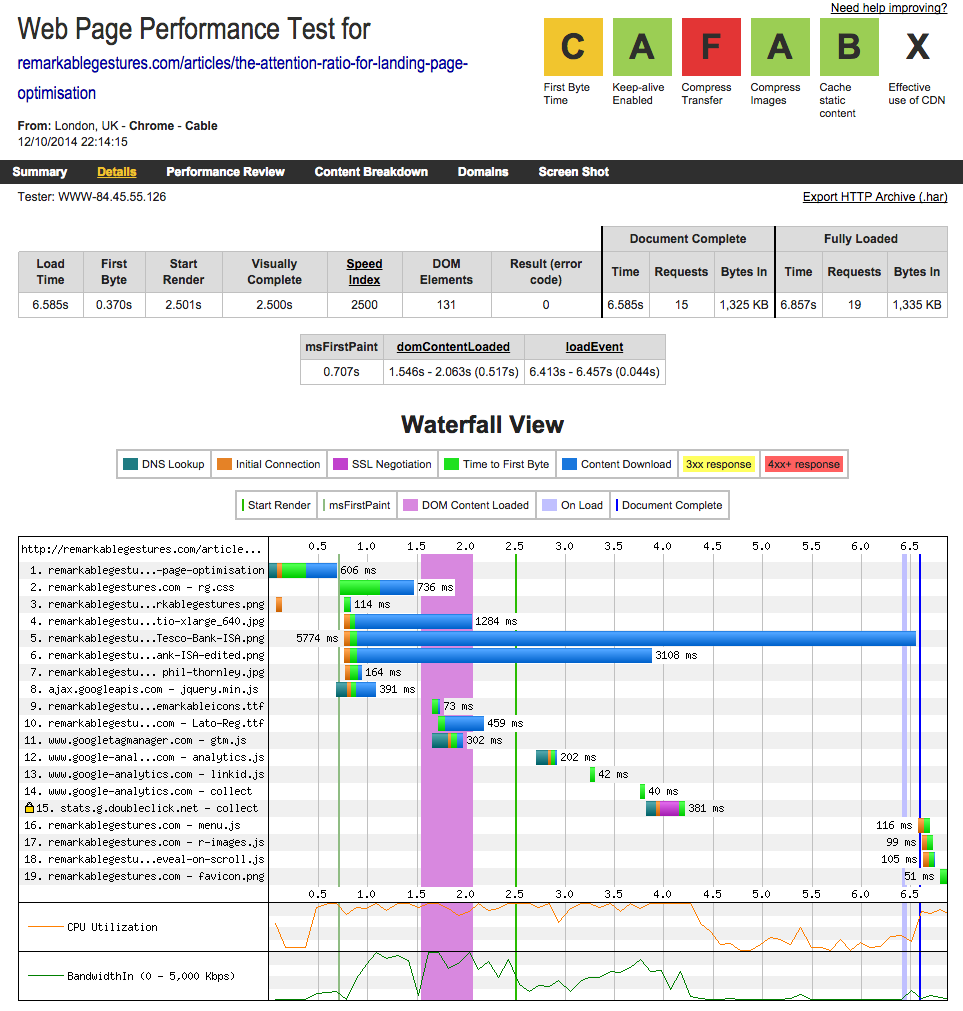 Need help improving?
Web Page Performance Test for
remarkablegestures.com/articles/the-attention-ratio-for-landing-page-
optimisation
From: London, UK - Chrome - Cable
12/10/2014 22:14:15
C A F A B X
First Byte Time
Keep-alive Enabled
Compress Transfer
Compress Images
Cache static content
Effective use of CDN
Summary Details Performance Review Content Breakdown Domains Screen Shot
Tester: WWW-84.45.55.126
Export HTTP Archive (.har)
Document Complete Fully Loaded
Load Time First Byte Start Render Visually Complete Speed Index DOM Elements Result (error code) Time Requests Bytes In Time Requests Bytes In
6.585s 0.370s 2.501s 2.500s 2500 131 0 6.585s 15 1,325 KB 6.857s 19 1,335 KB
msFirstPaint domContentLoaded loadEvent
0.707s 1.546s - 2.063s (0.517s) 6.413s - 6.457s (0.044s)
Waterfall View
DNS Lookup Initial Connection SSL Negotiation Time to First Byte Content Download 3xx response 4xx+ response
Start Render msFirstPaint DOM Content Loaded On Load Document Complete
http://remarkablegestures.com/article... 0.5 1.0 1.5 2.0 2.5 3.0 3.5 4.0 4.5 5.0 5.5 6.0 6.5
1. remarkablegestu...-page-optimisation 606 ms
2. remarkablegestures.com - rg.css 736 ms
3. remarkablegestu...rkablegestures.png 114 ms
4. remarkablegestu...tio-xlarge_640.jpg 1284 ms
5. remarkablegestu...Tesco-Bank-ISA.png 5774 ms
6. remarkablegestu...ank-ISA-edited.png 3108 ms
7. remarkablegestu... phil-thornley.jpg 164 ms
8. ajax.googleapis.com - jquery.min.js 391 ms
9. remarkablegestu...emarkableicons.ttf 73 ms
10. remarkablegestu...com - Lato-Reg.ttf 459 ms
11. www.googletagmanager.com - gtm.js 302 ms
12. www.google-anal...com - analytics.js 202 ms
13. www.google-analytics.com - linkid.js 42 ms
14. www.google-analytics.com - collect 40 ms
15. stats.g.doubleclick.net - collect 381 ms
16. remarkablegestures.com - menu.js 116 ms
17. remarkablegestures.com - r-images.js 99 ms
18. remarkablegestu...eveal-on-scroll.js 105 ms
19. remarkablegestures.com - favicon.png 51 ms
0.5 1.0 1.5 2.0 2.5 3.0 3.5 4.0 4.5 5.0 5.5 6.0 6.5
CPU Utilization
BandwidthIn (0 - 5,000 Kbps)